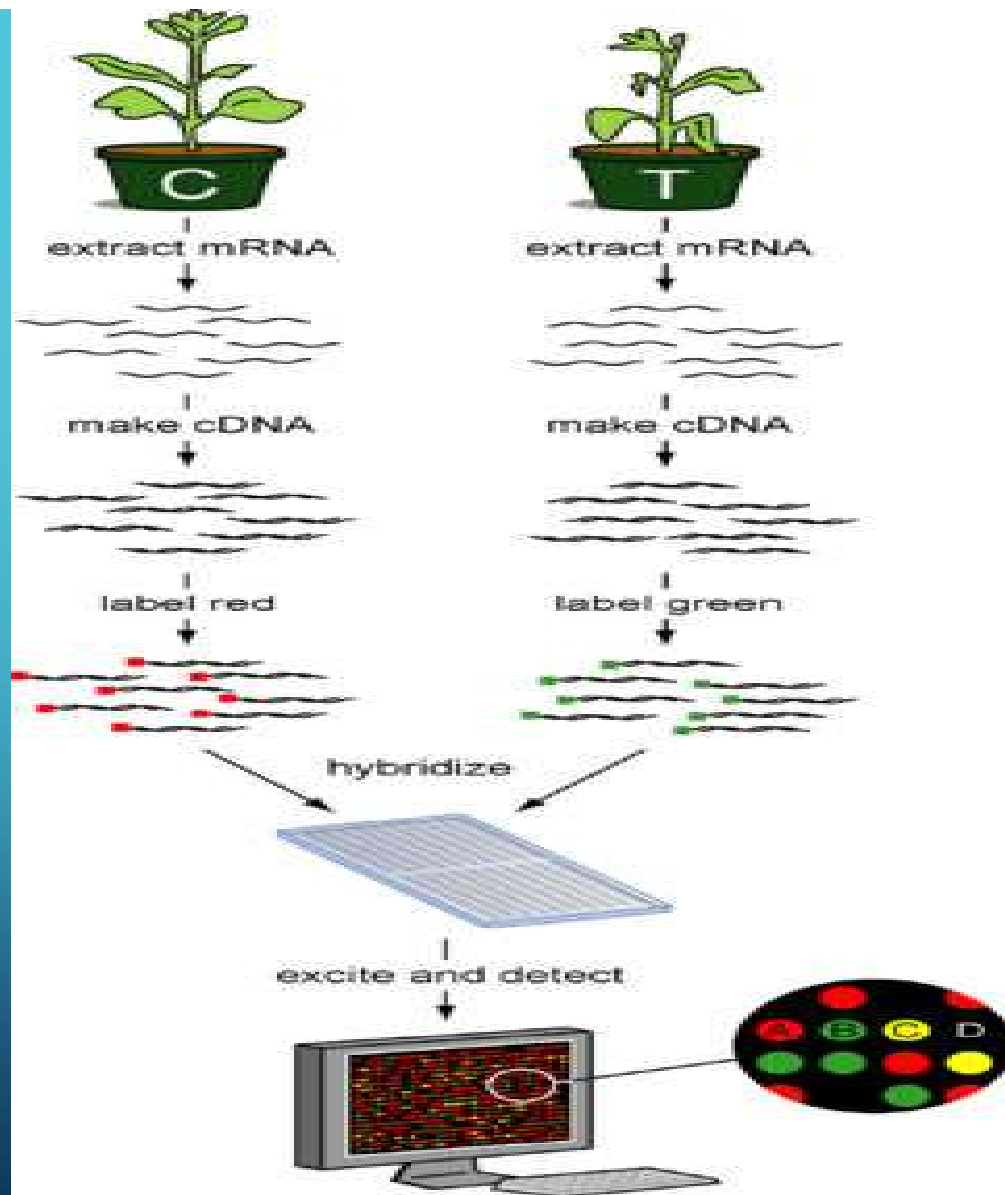 C T
extract mRNA extract mRNA
make cDNA make cDNA
label red label green
hybridize
excite and detect
A B C D